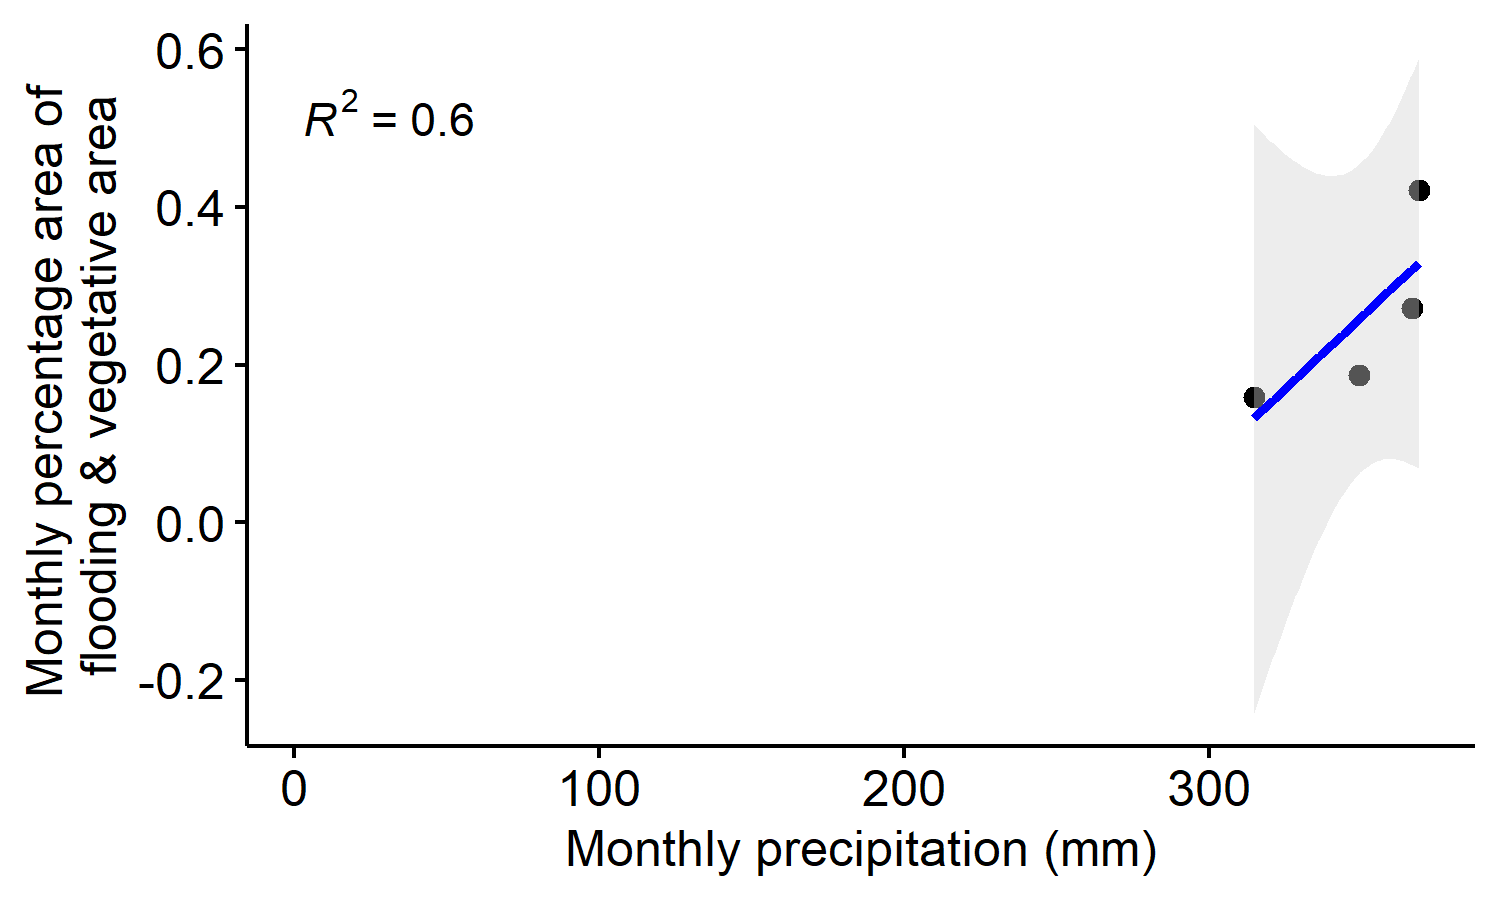 Monthly percentage area of
flooding & vegetative area
0.6
0.4
0.2
0.0
-0.2
R² = 0.6
0 100 200 300
Monthly precipitation (mm)